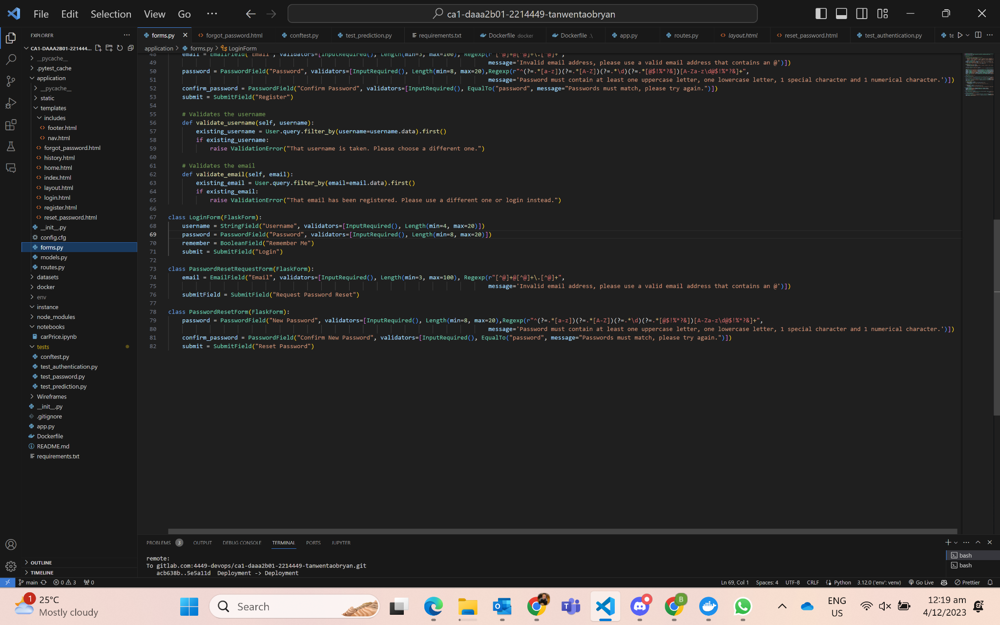 File Edit Selection View Go ··· ca1-daaa2b01-2214449-tanwentaobryan
EXPLORER ···
forms.py forgot_password.html conftest.py test_prediction.py requirements.txt Dockerfile docker Dockerfile .\ app.py routes.py layout.html reset_password.html test_authentication.py te
application > forms.py > LoginForm
CA1-DAAA2B01-221444...
__pycache__
.pytest_cache
application
__pycache__
static
templates
includes
footer.html
nav.html
forgot_password.html
history.html
home.html
index.html
layout.html
login.html
register.html
reset_password.html
__init__.py
config.cfg
forms.py
models.py
routes.py
datasets
docker
env
instance
node_modules
notebooks
carPrice.ipynb
tests
conftest.py
test_authentication.py
test_password.py
test_prediction.py
Wireframes
__init__.py
.gitignore
app.py
Dockerfile
README.md
requirements.txt
OUTLINE
TIMELINE
48 email = EmailField("Email", validators=[InputRequired(), Length(min=3, max=100), Regexp(r"[^@]+@[^@]+\.[^@]+",
49 message='Invalid email address, please use a valid email address that contains an @')])
50 password = PasswordField("Password", validators=[InputRequired(), Length(min=8, max=20),Regexp(r"^(?=.*[a-z])(?=.*[A-Z])(?=.*\d)(?=.*[@$!%*?&])[A-Za-z\d@$!%*?&]+",
51 message='Password must contain at least one uppercase letter, one lowercase letter, 1 special character and 1 numerical character.')])
52 confirm_password = PasswordField("Confirm Password", validators=[InputRequired(), EqualTo("password", message="Passwords must match, please try again.")])
53 submit = SubmitField("Register")
54
55 # Validates the username
56 def validate_username(self, username):
57 existing_username = User.query.filter_by(username=username.data).first()
58 if existing_username:
59 raise ValidationError("That username is taken. Please choose a different one.")
60
61 # Validates the email
62 def validate_email(self, email):
63 existing_email = User.query.filter_by(email=email.data).first()
64 if existing_email:
65 raise ValidationError("That email has been registered. Please use a different one or login instead.")
66
67 class LoginForm(FlaskForm):
68 username = StringField("Username", validators=[InputRequired(), Length(min=4, max=20)])
69 password = PasswordField("Password", validators=[InputRequired(), Length(min=8, max=20)])
70 remember = BooleanField("Remember Me")
71 submit = SubmitField("Login")
72
73 class PasswordResetRequestForm(FlaskForm):
74 email = EmailField("Email", validators=[InputRequired(), Length(min=3, max=100), Regexp(r"[^@]+@[^@]+\.[^@]+",
75 message='Invalid email address, please use a valid email address that contains an @')])
76 submitField = SubmitField("Request Password Reset")
77
78 class PasswordResetForm(FlaskForm):
79 password = PasswordField("New Password", validators=[InputRequired(), Length(min=8, max=20),Regexp(r"^(?=.*[a-z])(?=.*[A-Z])(?=.*\d)(?=.*[@$!%*?&])[A-Za-z\d@$!%*?&]+",
80 message='Password must contain at least one uppercase letter, one lowercase letter, 1 special character and 1 numerical character.')])
81 confirm_password = PasswordField("Confirm New Password", validators=[InputRequired(), EqualTo("password", message="Passwords must match, please try again.")])
82 submit = SubmitField("Reset Password")
PROBLEMS 3 OUTPUT DEBUG CONSOLE TERMINAL PORTS JUPYTER
remote:
To gitlab.com:4449-devops/ca1-daaa2b01-2214449-tanwentaobryan.git
acb638b..5e5a11d Deployment -> Deployment
bash
bash
main 0 3 0 Ln 69, Col 1 Spaces: 4 UTF-8 CRLF Python 3.12.0 ('env': venv) Go Live Prettier
1 25°C
Mostly cloudy
Search
B
ENG
US
12:19 am
4/12/2023